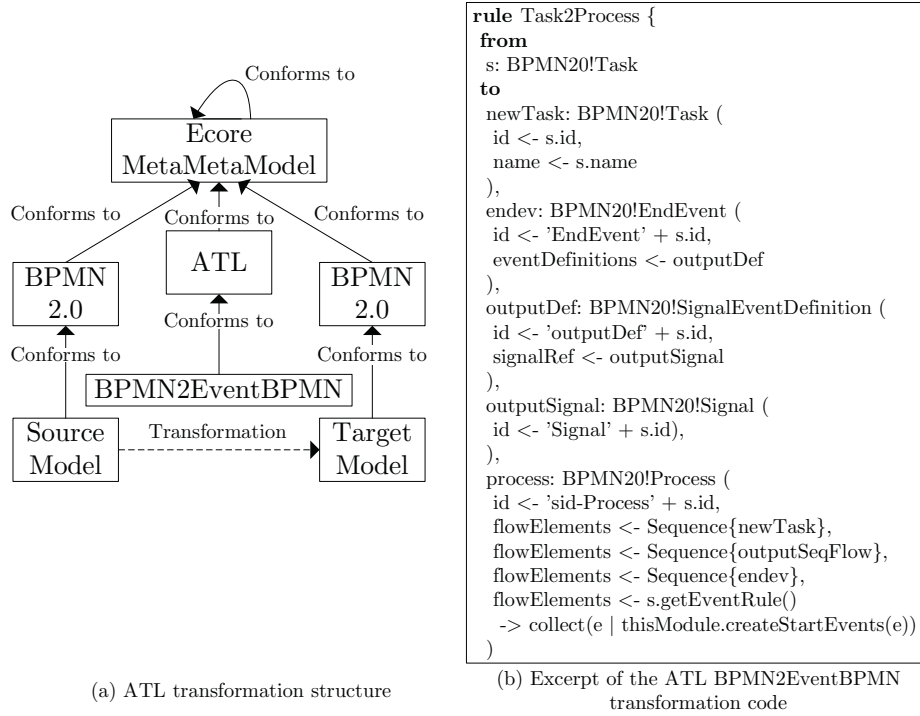 Conforms to
Ecore
MetaMetaModel
Conforms to
Conforms to
Conforms to
BPMN
2.0
ATL
BPMN
2.0
Conforms to
Conforms to
Conforms to
BPMN2EventBPMN
Source
Model
Transformation
Target
Model
(a) ATL transformation structure
rule Task2Process {
from
s: BPMN20!Task
to
newTask: BPMN20!Task (
id <- s.id,
name <- s.name
),
endev: BPMN20!EndEvent (
id <- 'EndEvent' + s.id,
eventDefinitions <- outputDef
),
outputDef: BPMN20!SignalEventDefinition (
id <- 'outputDef' + s.id,
signalRef <- outputSignal
),
outputSignal: BPMN20!Signal (
id <- 'Signal' + s.id),
),
process: BPMN20!Process (
id <- 'sid-Process' + s.id,
flowElements <- Sequence{newTask},
flowElements <- Sequence{outputSeqFlow},
flowElements <- Sequence{endev},
flowElements <- s.getEventRule()
-> collect(e | thisModule.createStartEvents(e))
)
(b) Excerpt of the ATL BPMN2EventBPMN
transformation code